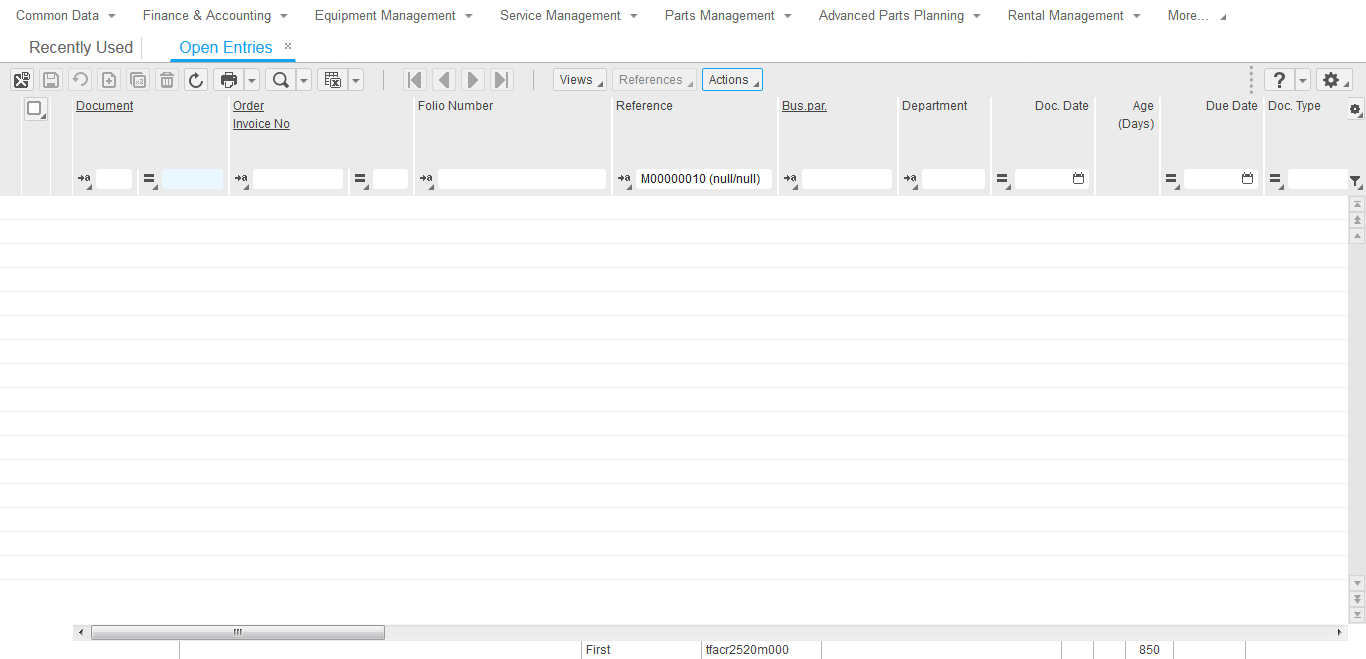 Common Data Finance & Accounting Equipment Management Service Management Parts Management Advanced Parts Planning Rental Management More...
Recently Used Open Entries
Views References Actions
Document Order Folio Number Reference Bus.par. Department Doc. Date Age Due Date Doc. Type
Invoice No (Days)
M00000010 (null/null)
First tfacr2520m000 850